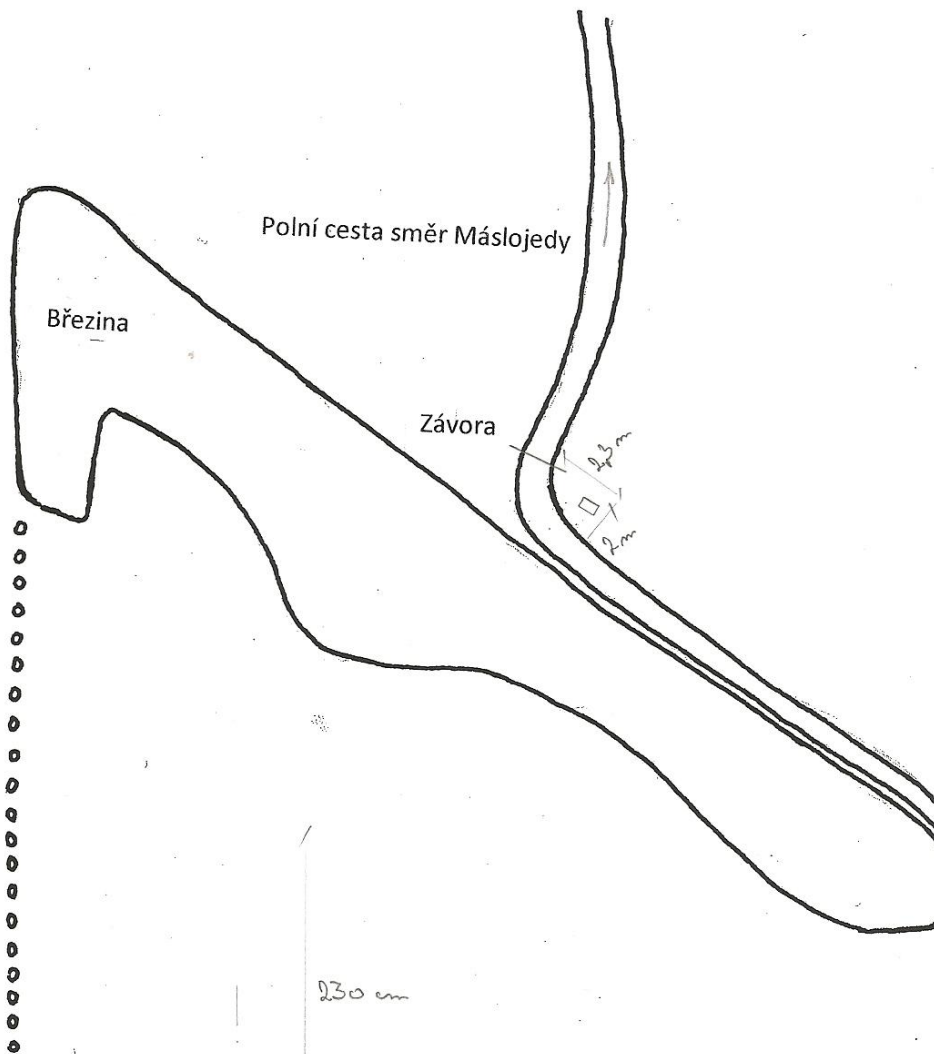 Polní cesta směr Máslojedy
Březina
Závora
2,3 m
2 m
230 cm